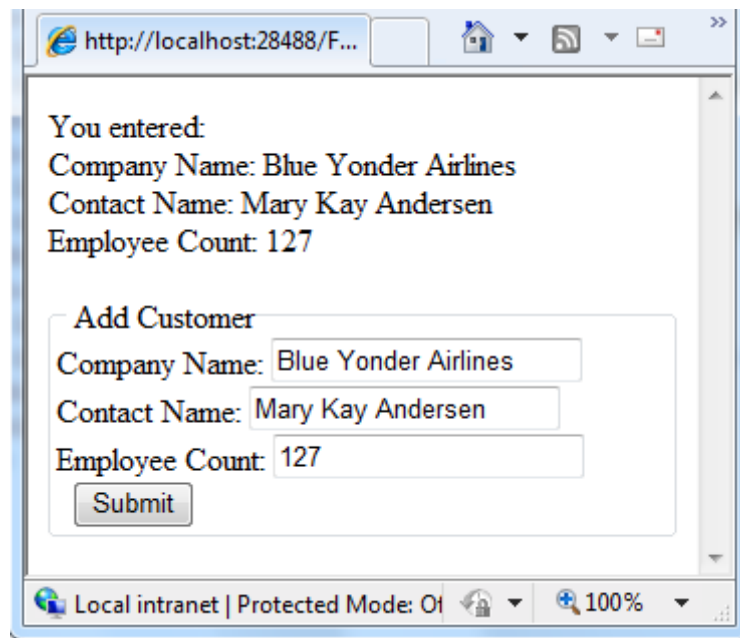 http://localhost:28488/F...
»
You entered:
Company Name: Blue Yonder Airlines
Contact Name: Mary Kay Andersen
Employee Count: 127
Add Customer
Company Name: Blue Yonder Airlines
Contact Name: Mary Kay Andersen
Employee Count: 127
Submit
Local intranet | Protected Mode: Of
100%